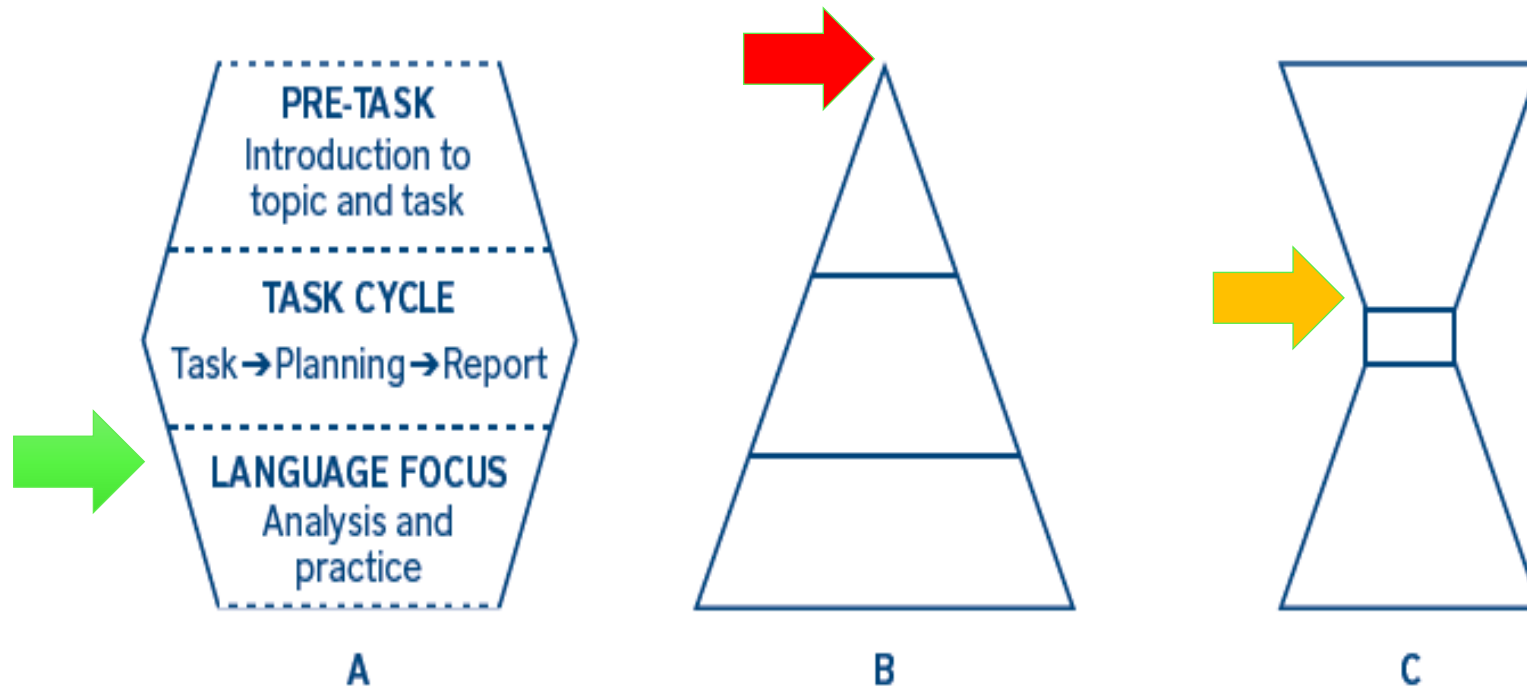 PRE-TASK
Introduction to
topic and task
TASK CYCLE
Task➔Planning➔Report
LANGUAGE FOCUS
Analysis and
practice
A
B
C